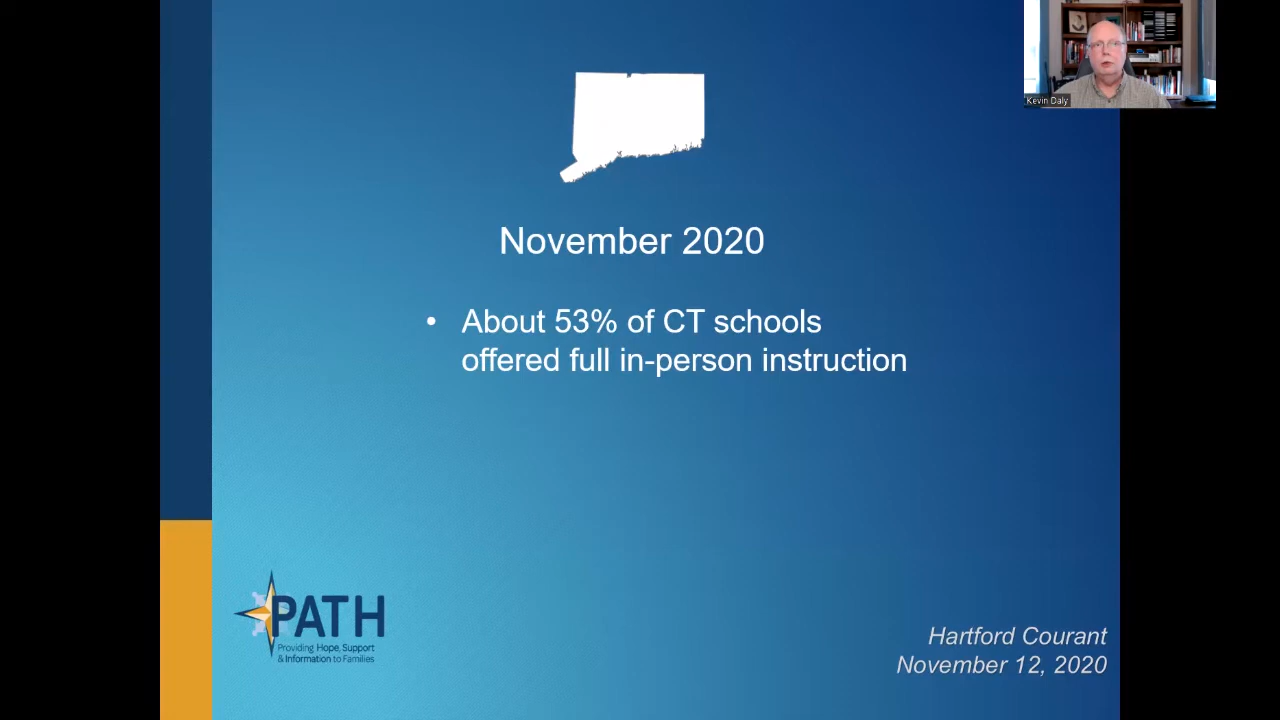 Kevin Daly
November 2020
• About 53% of CT schools
offered full in-person instruction
PATH
Providing Hope, Support
& Information to Families
Hartford Courant
November 12, 2020